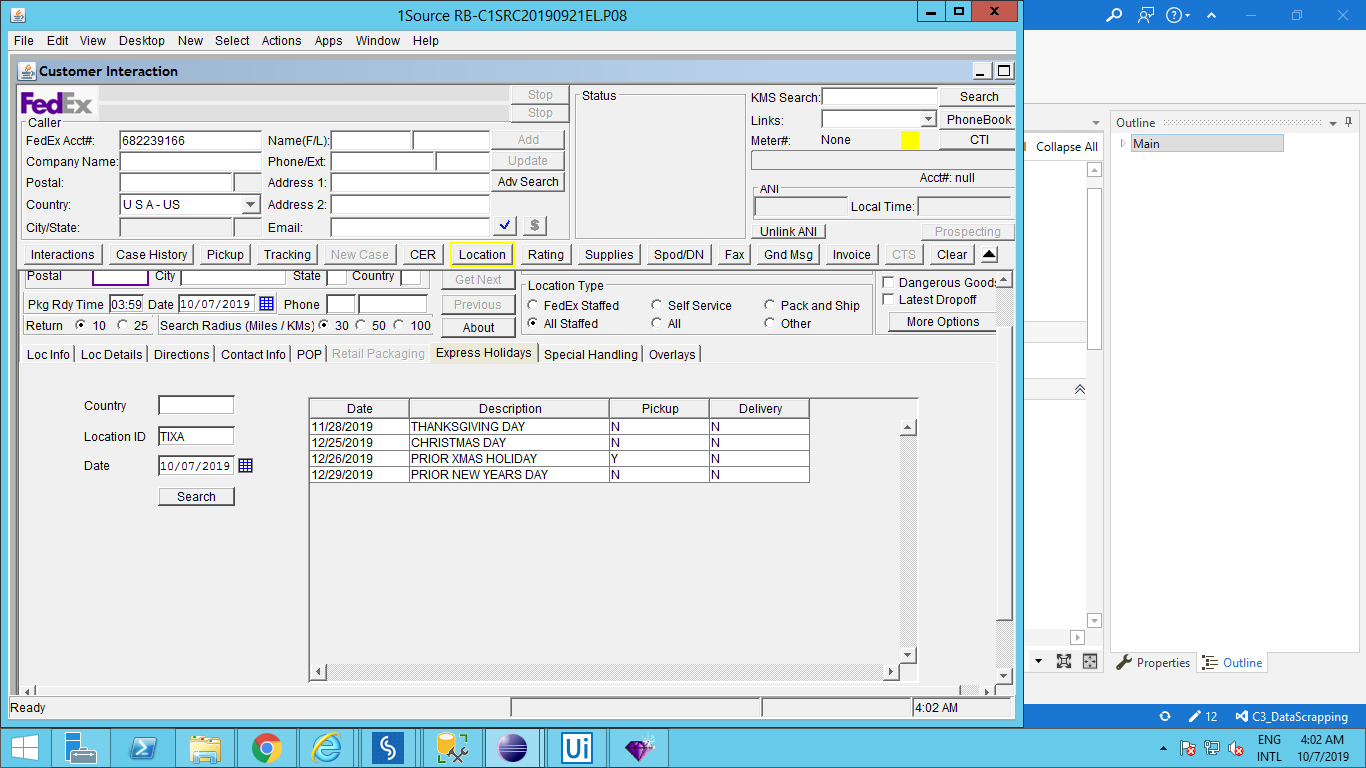 1Source RB-C1SRC20190921EL.P08
File Edit View Desktop New Select Actions Apps Window Help
Customer Interaction
FedEx
Stop
Stop
Caller
FedEx Acct#: 682239166 Name(F/L): Add
Company Name: Phone/Ext: Update
Postal: Address 1: Adv Search
Country: U S A - US Address 2:
City/State: Email: $
Status
KMS Search: Search
Links: PhoneBook
Meter#: None CTI
Acct#: null
ANI
Local Time:
Unlink ANI Prospecting
Interactions Case History Pickup Tracking New Case CER Location Rating Supplies Spod/DN Fax Gnd Msg Invoice CTS Clear
Postal City State Country Get Next
Pkg Rdy Time 03:59 Date 10/07/2019 Phone Previous
Return 10 25 Search Radius (Miles / KMs) 30 50 100 About
Location Type
FedEx Staffed Self Service Pack and Ship
All Staffed All Other
Dangerous Goods
Latest Dropoff
More Options
Loc Info Loc Details Directions Contact Info POP Retail Packaging Express Holidays Special Handling Overlays
Country
Location ID TIXA
Date 10/07/2019
Search
Date Description Pickup Delivery
11/28/2019 THANKSGIVING DAY N N
12/25/2019 CHRISTMAS DAY N N
12/26/2019 PRIOR XMAS HOLIDAY Y N
12/29/2019 PRIOR NEW YEARS DAY N N
Ready 4:02 AM
Collapse All
Outline
Main
Properties Outline
12 C3_DataScrapping
Ui
ENG 4:02 AM
INTL 10/7/2019